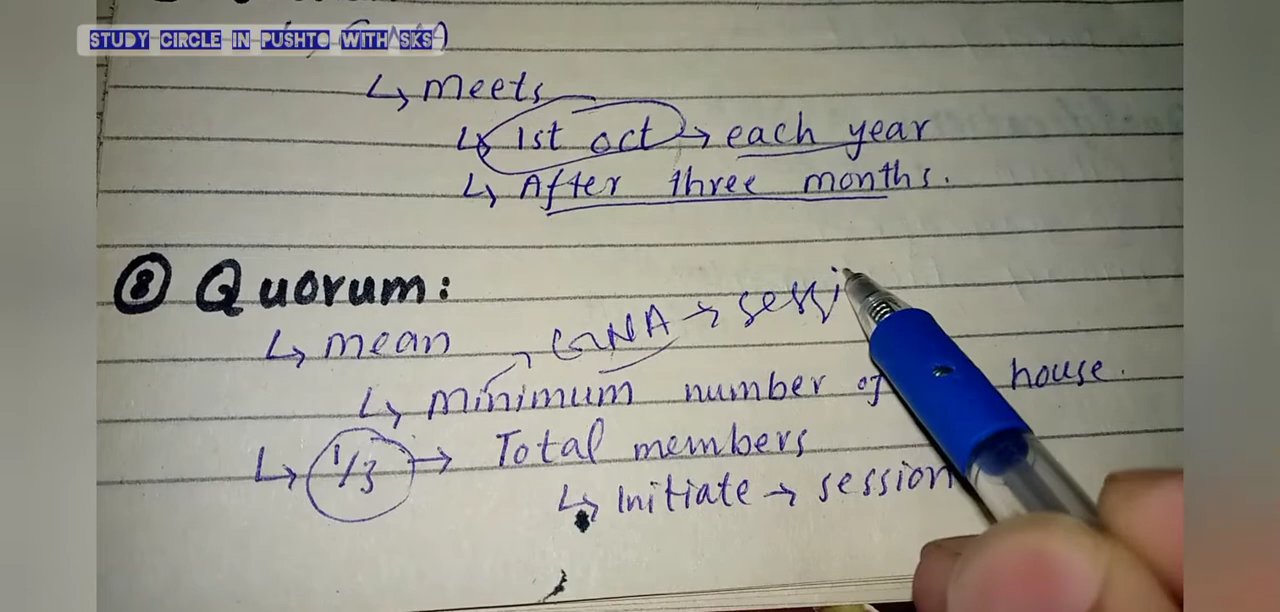 STUDY CIRCLE IN PUSHTO WITH SKS
↳ meets
↳ 1st oct → each year
↳ After three months.
⑧ Quorum:
↳ mean
GNA → sessi
↳ minimum number of house.
↳ 1/3 → Total members
↳ Initiate → session